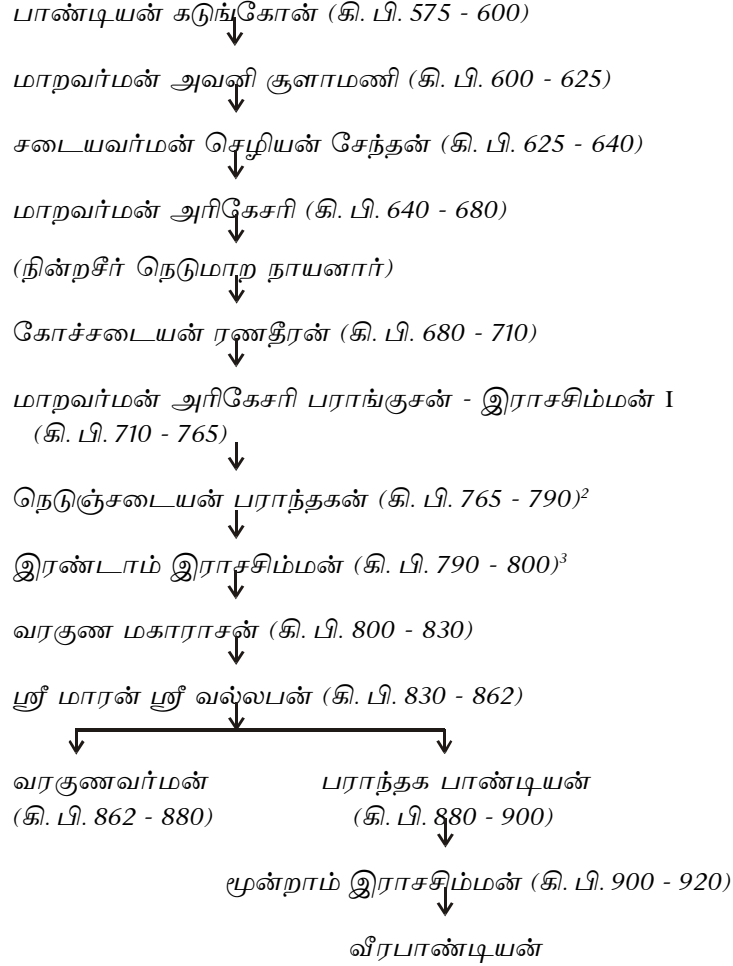 பாண்டியன் கடுங்கோன் (கி. பி. 575 - 600)
மாறவர்மன் அவனி சூளாமணி (கி. பி. 600 - 625)
சடையவர்மன் செழியன் சேந்தன் (கி. பி. 625 - 640)
மாறவர்மன் அரிகேசரி (கி. பி. 640 - 680)
(நின்றசீர் நெடுமாற நாயனார்)
கோச்சடையன் ரணதீரன் (கி. பி. 680 - 710)
மாறவர்மன் அரிகேசரி பராங்குசன் - இராசசிம்மன் I
(கி. பி. 710 - 765)
நெடுஞ்சடையன் பராந்தகன் (கி. பி. 765 - 790)²
இரண்டாம் இராசசிம்மன் (கி. பி. 790 - 800)³
வரகுண மகாராசன் (கி. பி. 800 - 830)
ஸ்ரீ மாரன் ஸ்ரீ வல்லபன் (கி. பி. 830 - 862)
வரகுணவர்மன் பராந்தக பாண்டியன்
(கி. பி. 862 - 880) (கி. பி. 880 - 900)
மூன்றாம் இராசசிம்மன் (கி. பி. 900 - 920)
வீரபாண்டியன்